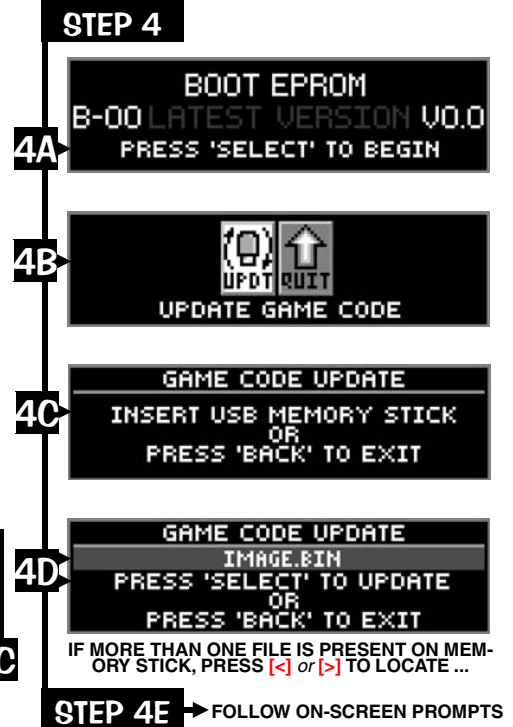 STEP 4
BOOT EPROM
B-00 LATEST VERSION V0.0
4A
PRESS 'SELECT' TO BEGIN
4B
UPDT QUIT
UPDATE GAME CODE
GAME CODE UPDATE
4C
INSERT USB MEMORY STICK
OR
PRESS 'BACK' TO EXIT
GAME CODE UPDATE
IMAGE.BIN
4D
PRESS 'SELECT' TO UPDATE
OR
PRESS 'BACK' TO EXIT
C
IF MORE THAN ONE FILE IS PRESENT ON MEM-
ORY STICK, PRESS [<] or [>] TO LOCATE ...
STEP 4E FOLLOW ON-SCREEN PROMPTS